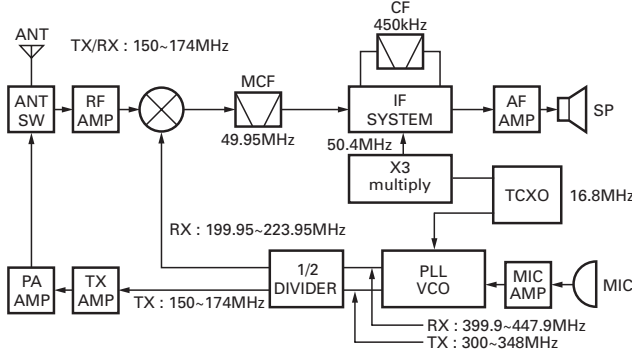 CF
450kHz
ANT
TX/RX : 150~174MHz
MCF
ANT
SW
RF
AMP
IF
SYSTEM
AF
AMP
SP
49.95MHz
50.4MHz
X3
multiply
TCXO
16.8MHz
RX : 199.95~223.95MHz
PA
AMP
TX
AMP
1/2
DIVIDER
PLL
VCO
MIC
AMP
MIC
TX : 150~174MHz
RX : 399.9~447.9MHz
TX : 300~348MHz